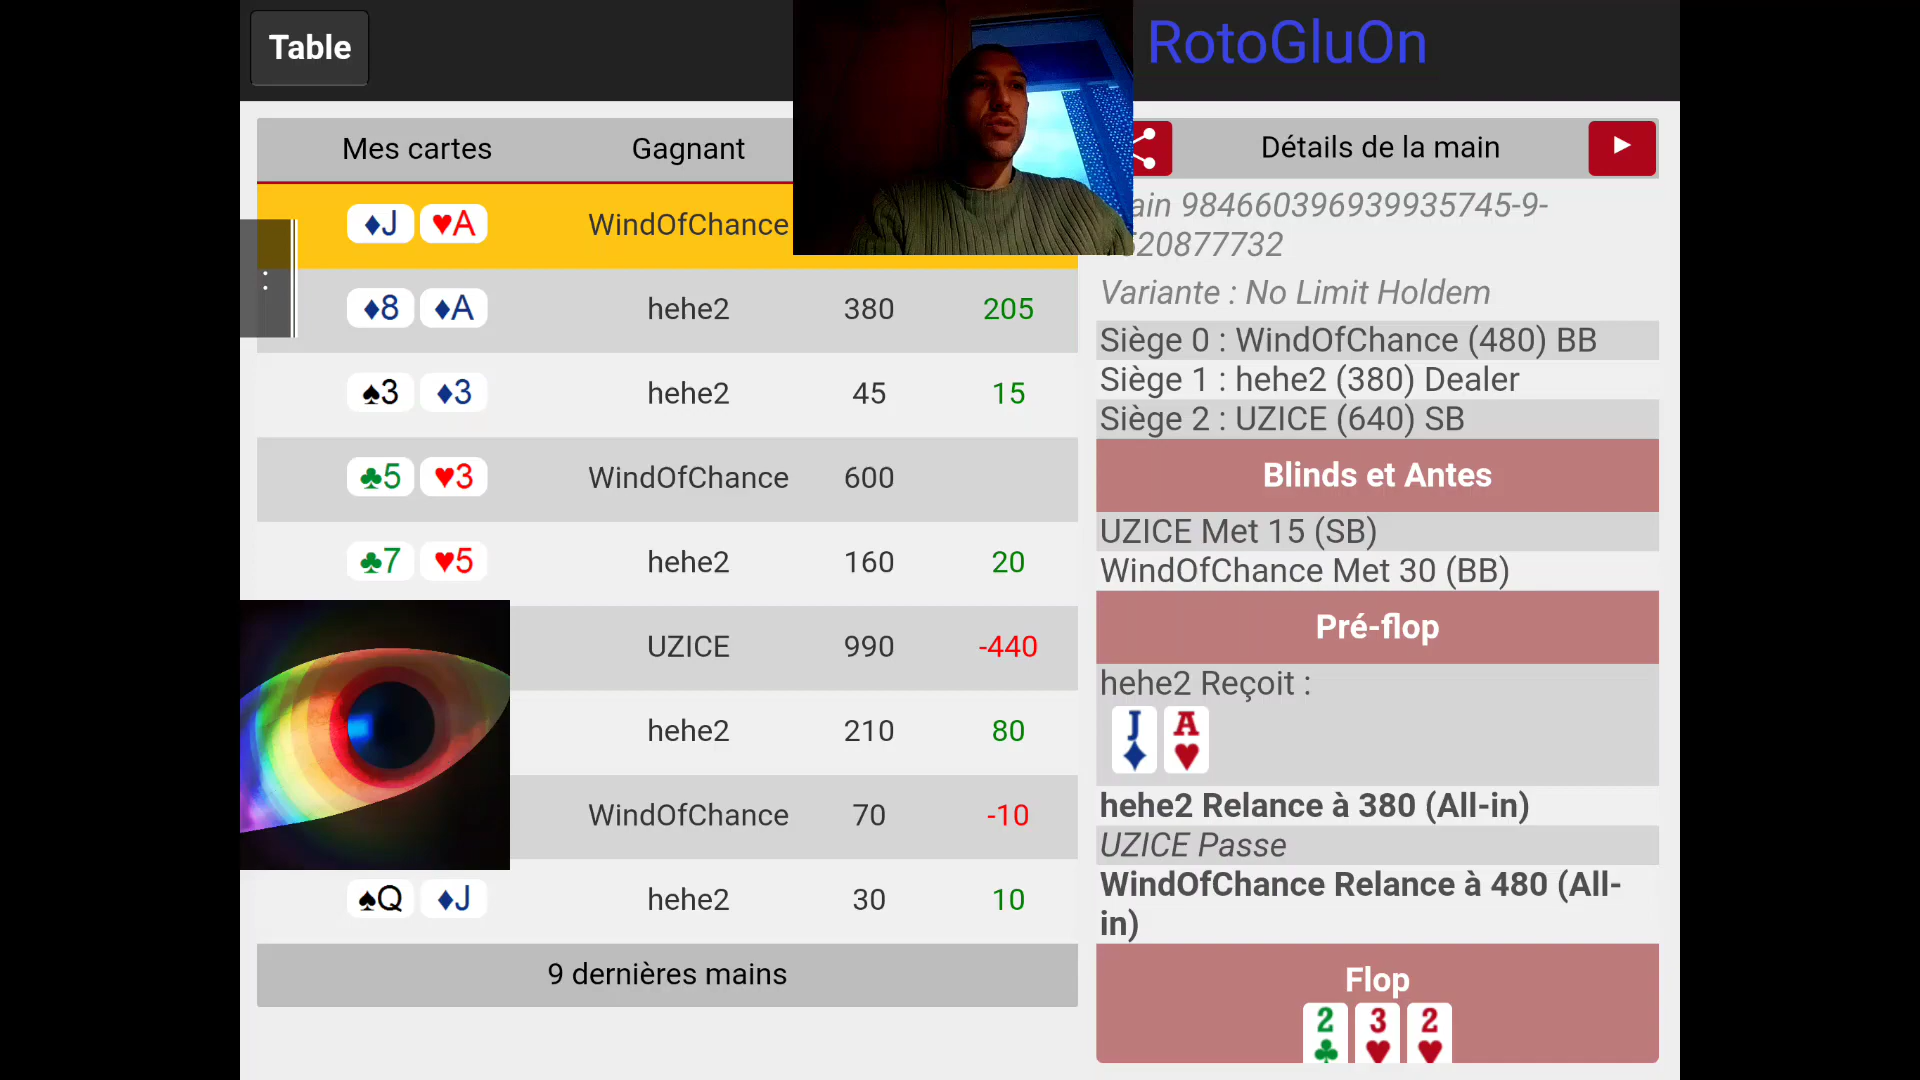 Table
RotoGluOn
Mes cartes Gagnant
♦J ♥A WindOfChance
♦8 ♦A hehe2 380 205
♠3 ♦3 hehe2 45 15
♣5 ♥3 WindOfChance 600
♣7 ♥5 hehe2 160 20
UZICE 990 -440
hehe2 210 80
WindOfChance 70 -10
♠Q ♦J hehe2 30 10
9 dernières mains
Détails de la main
ain 984660396939935745-9-
20877732
Variante : No Limit Holdem
Siège 0 : WindOfChance (480) BB
Siège 1 : hehe2 (380) Dealer
Siège 2 : UZICE (640) SB
Blinds et Antes
UZICE Met 15 (SB)
WindOfChance Met 30 (BB)
Pré-flop
hehe2 Reçoit :
J♦ A♥
hehe2 Relance à 380 (All-in)
UZICE Passe
WindOfChance Relance à 480 (All-
in)
Flop
2♣ 3♥ 2♥